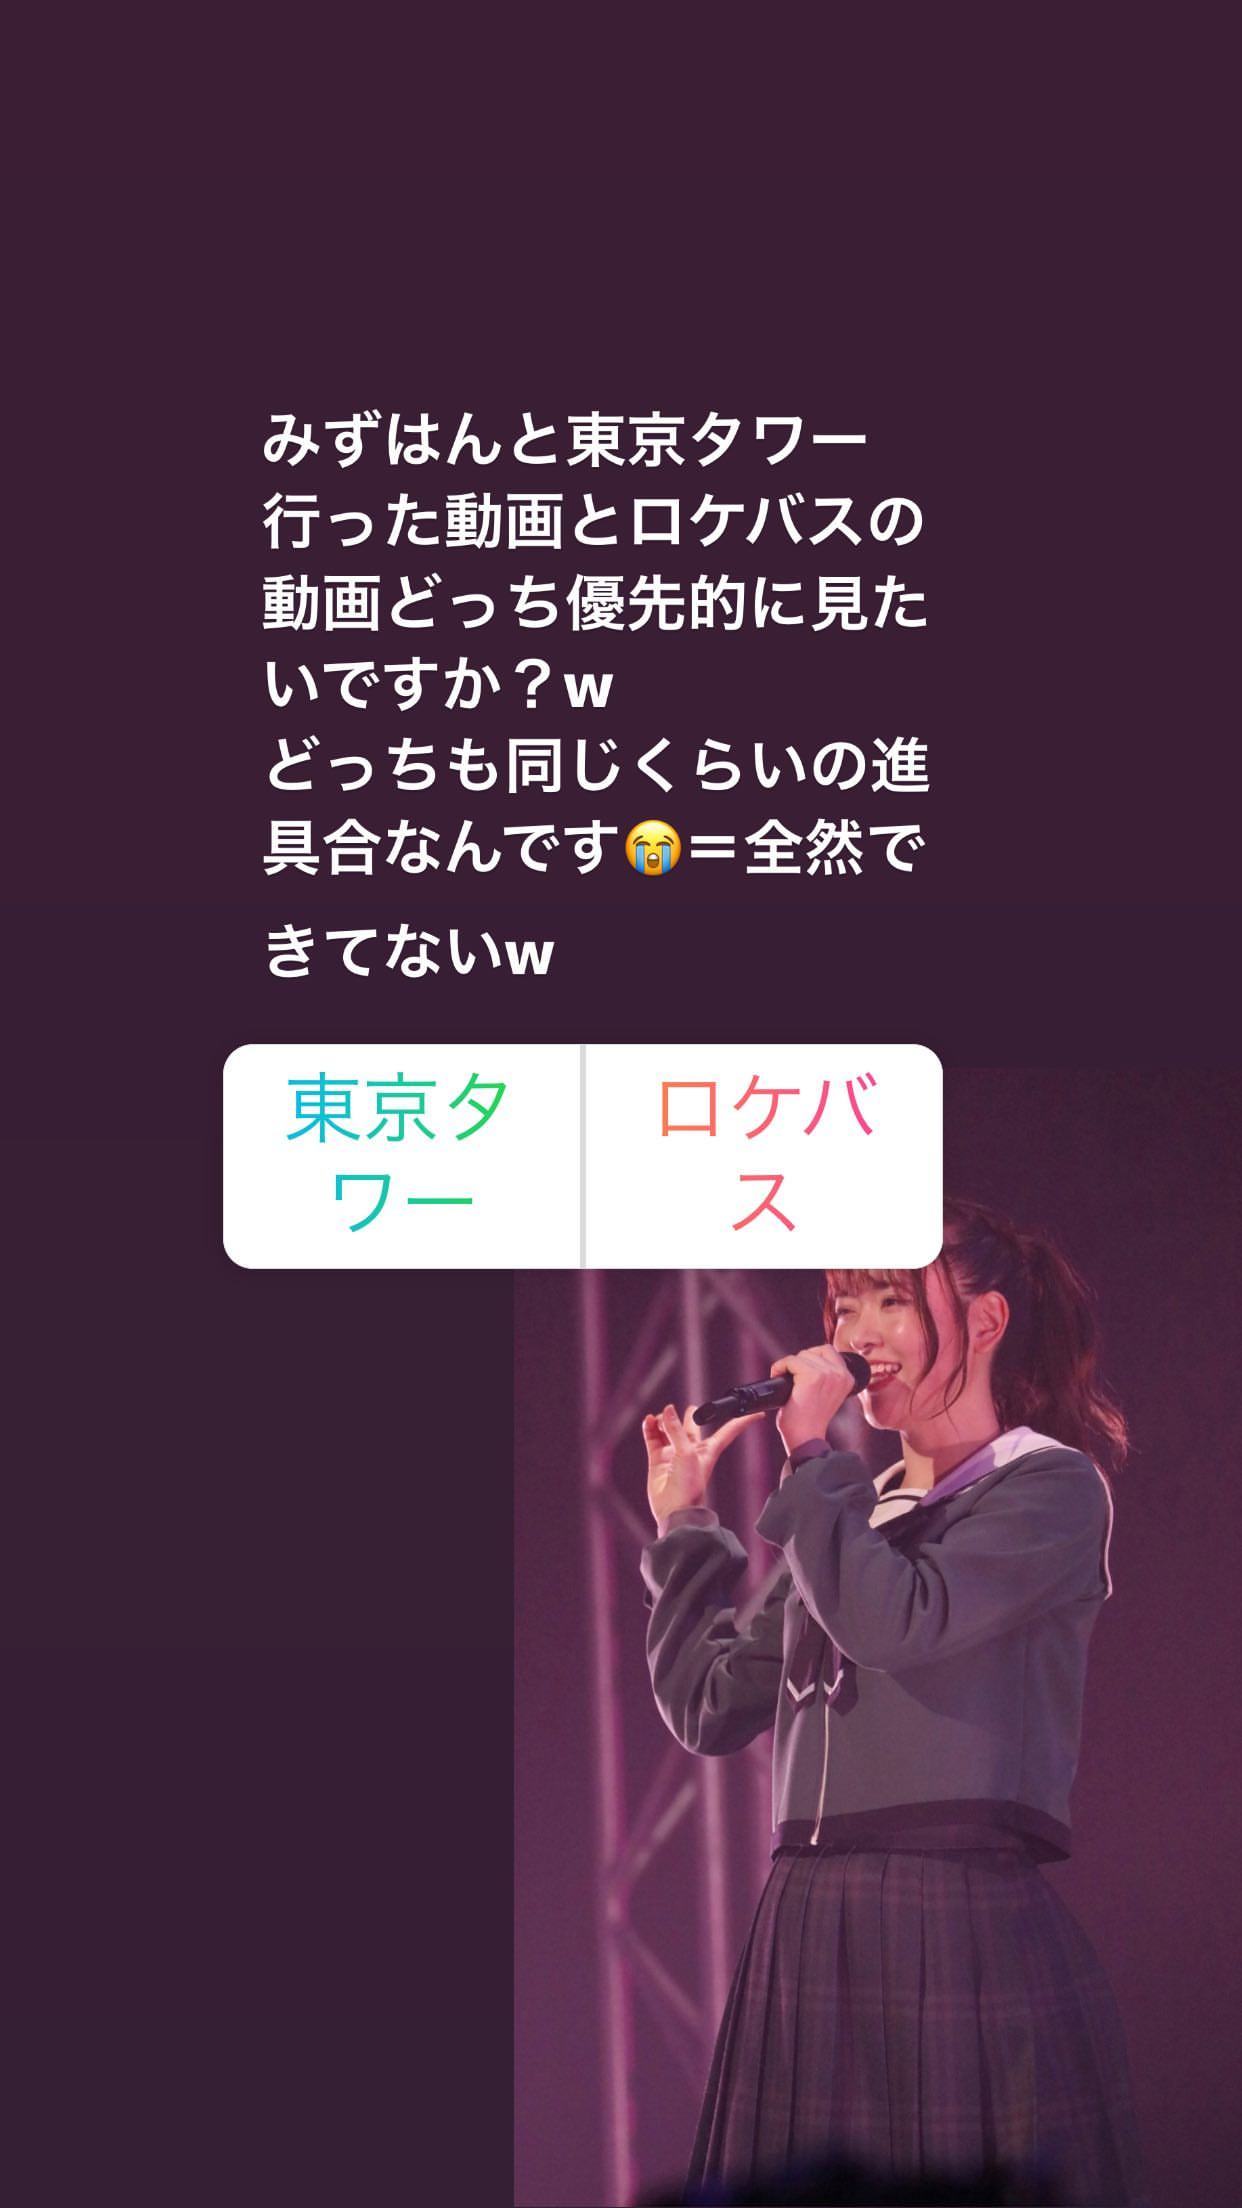 みずはんと東京タワー
行った動画とロケバスの
動画どっち優先的に見た
いですか？w
どっちも同じくらいの進
具合なんです😭＝全然で
きてないw
東京タ
ワー
ロケバ
ス